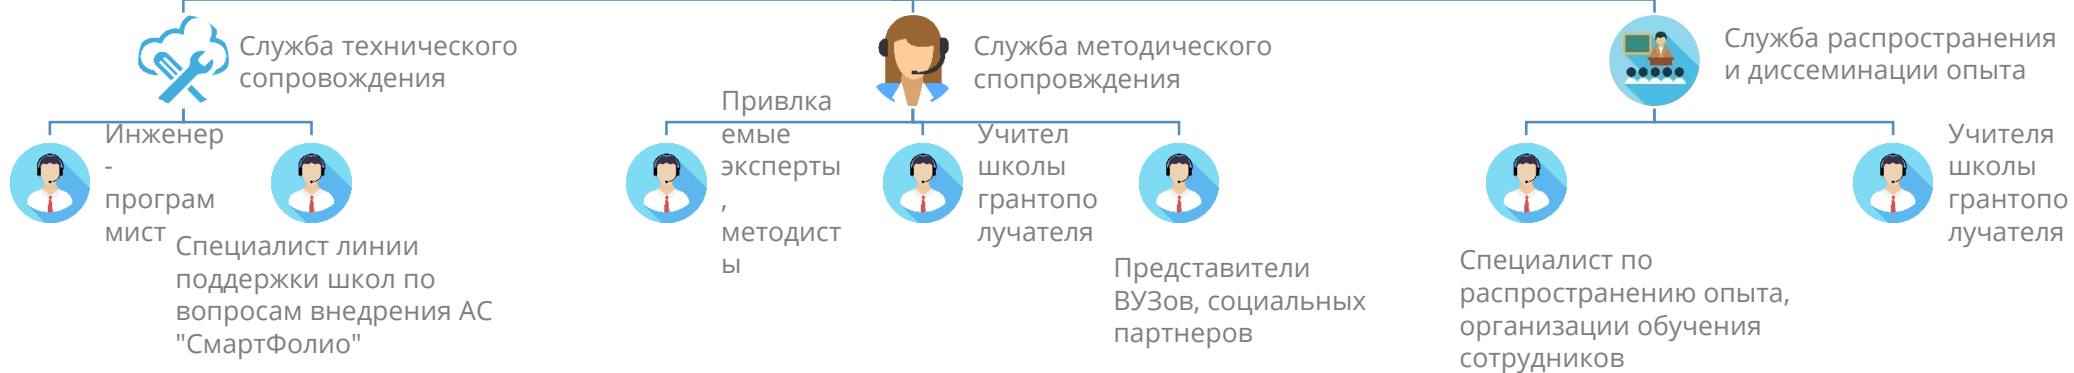 Служба технического
сопровождения
Служба методического
спопровждения
Служба распространения
и диссеминации опыта
Инженер
-
програм
мист
Специалист линии
поддержки школ по
вопросам внедрения АС
"СмартФолио"
Привлка
емые
эксперты
,
методист
ы
Учител
школы
грантопо
лучателя
Представители
ВУЗов, социальных
партнеров
Специалист по
распространению опыта,
организации обучения
сотрудников
Учителя
школы
грантопо
лучателя